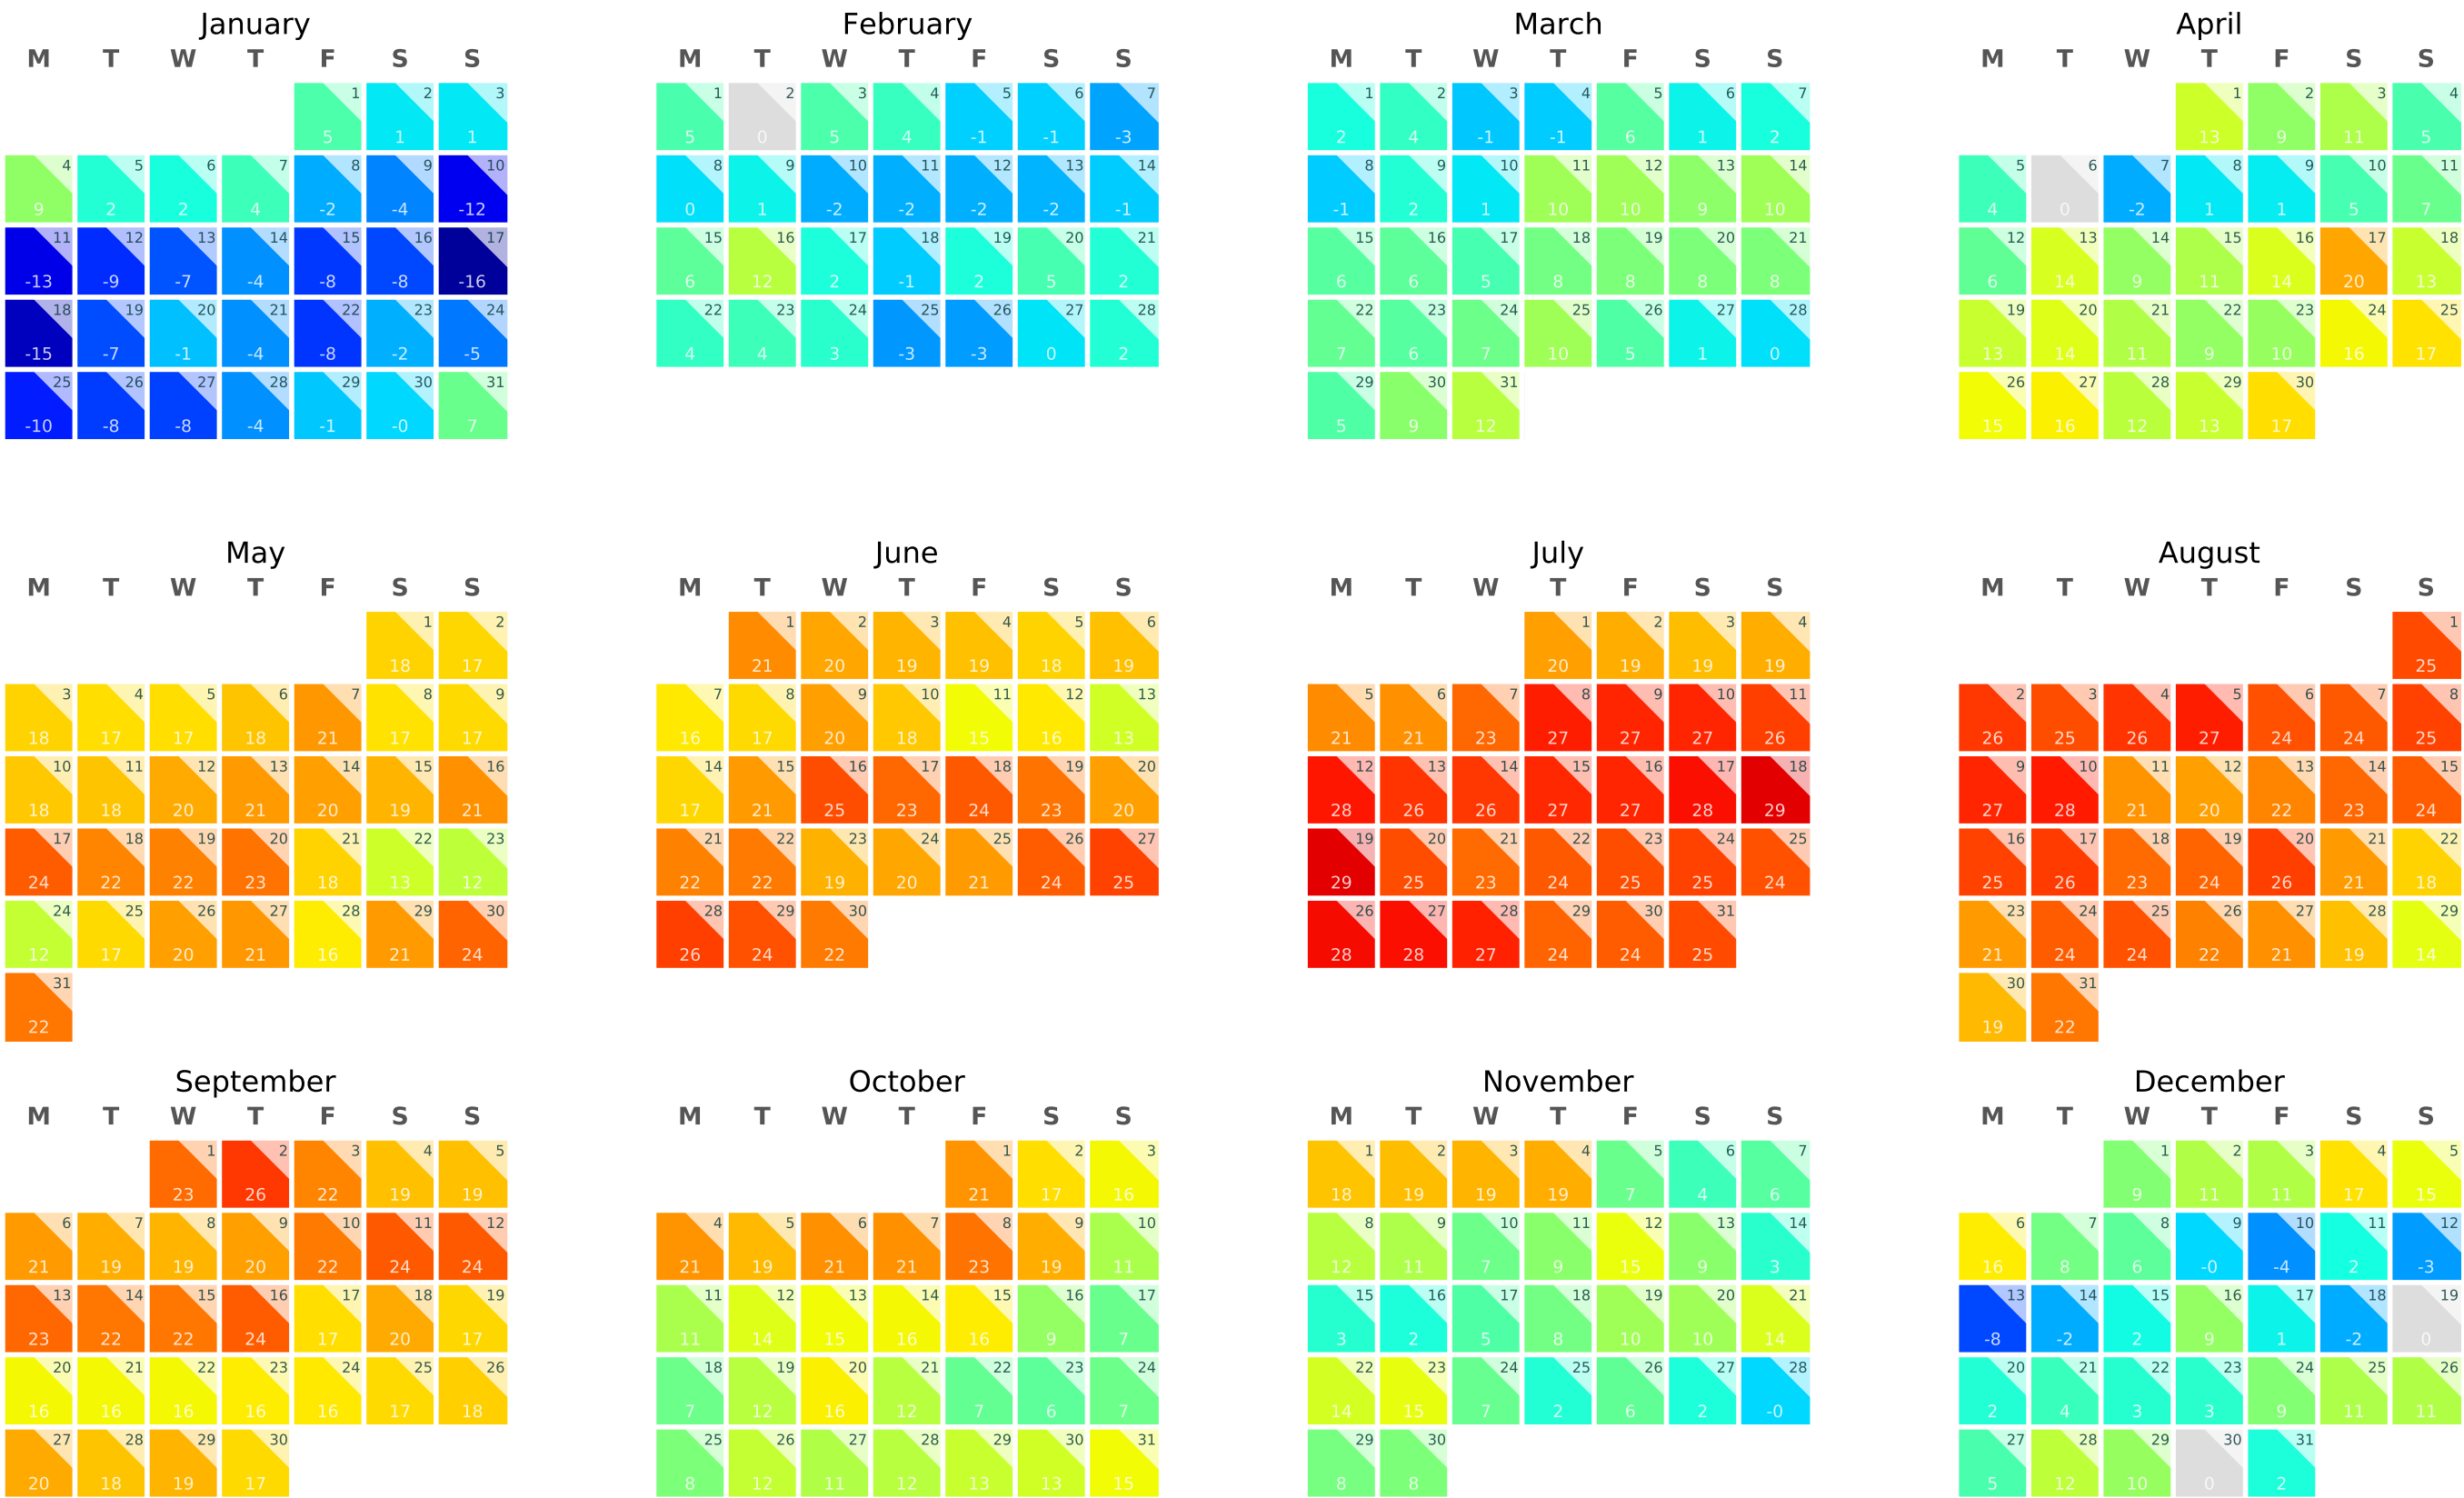 January February March April
M T W T F S S M T W T F S S M T W T F S S M T W T F S S
1 2 3 1 2 3 4 5 6 7 1 2 3 4 5 6 7 1 2 3 4
5 1 1 5 0 5 4 -1 -1 -3 2 4 -1 -1 6 1 2 13 9 11 5
4 5 6 7 8 9 10 8 9 10 11 12 13 14 8 9 10 11 12 13 14 5 6 7 8 9 10 11
9 2 2 4 -2 -4 -12 0 1 -2 -2 -2 -2 -1 -1 2 1 10 10 9 10 4 0 -2 1 1 5 7
11 12 13 14 15 16 17 15 16 17 18 19 20 21 15 16 17 18 19 20 21 12 13 14 15 16 17 18
-13 -9 -7 -4 -8 -8 -16 6 12 2 -1 2 5 2 6 6 5 8 8 8 8 6 14 9 11 14 20 13
18 19 20 21 22 23 24 22 23 24 25 26 27 28 22 23 24 25 26 27 28 19 20 21 22 23 24 25
-15 -7 -1 -4 -8 -2 -5 4 4 3 -3 -3 0 2 7 6 7 10 5 1 0 13 14 11 9 10 16 17
25 26 27 28 29 30 31 29 30 31 26 27 28 29 30
-10 -8 -8 -4 -1 -0 7 5 9 12 15 16 12 13 17
May June July August
M T W T F S S M T W T F S S M T W T F S S M T W T F S S
1 2 1 2 3 4 5 6 1 2 3 4 1
18 17 21 20 19 19 18 19 20 19 19 19 25
3 4 5 6 7 8 9 7 8 9 10 11 12 13 5 6 7 8 9 10 11 2 3 4 5 6 7 8
18 17 17 18 21 17 17 16 17 20 18 15 16 13 21 21 23 27 27 27 26 26 25 26 27 24 24 25
10 11 12 13 14 15 16 14 15 16 17 18 19 20 12 13 14 15 16 17 18 9 10 11 12 13 14 15
18 18 20 21 20 19 21 17 21 25 23 24 23 20 28 26 26 27 27 28 29 27 28 21 20 22 23 24
17 18 19 20 21 22 23 21 22 23 24 25 26 27 19 20 21 22 23 24 25 16 17 18 19 20 21 22
24 22 22 23 18 13 12 22 22 19 20 21 24 25 29 25 23 24 25 25 24 25 26 23 24 26 21 18
24 25 26 27 28 29 30 28 29 30 26 27 28 29 30 31 23 24 25 26 27 28 29
12 17 20 21 16 21 24 26 24 22 28 28 27 24 24 25 21 24 24 22 21 19 14
31 30 31
22 19 22
September October November December
M T W T F S S M T W T F S S M T W T F S S M T W T F S S
1 2 3 4 5 1 2 3 1 2 3 4 5 6 7 1 2 3 4 5
23 26 22 19 19 21 17 16 18 19 19 19 7 4 6 9 11 11 17 15
6 7 8 9 10 11 12 4 5 6 7 8 9 10 8 9 10 11 12 13 14 6 7 8 9 10 11 12
21 19 19 20 22 24 24 21 19 21 21 23 19 11 12 11 7 9 15 9 3 16 8 6 -0 -4 2 -3
13 14 15 16 17 18 19 11 12 13 14 15 16 17 15 16 17 18 19 20 21 13 14 15 16 17 18 19
23 22 22 24 17 20 17 11 14 15 16 16 9 7 3 2 5 8 10 10 14 -8 -2 2 9 1 -2 0
20 21 22 23 24 25 26 18 19 20 21 22 23 24 22 23 24 25 26 27 28 20 21 22 23 24 25 26
16 16 16 16 16 17 18 7 12 16 12 7 6 7 14 15 7 2 6 2 -0 2 4 3 3 9 11 11
27 28 29 30 25 26 27 28 29 30 31 29 30 27 28 29 30 31
20 18 19 17 8 12 11 12 13 13 15 8 8 5 12 10 0 2